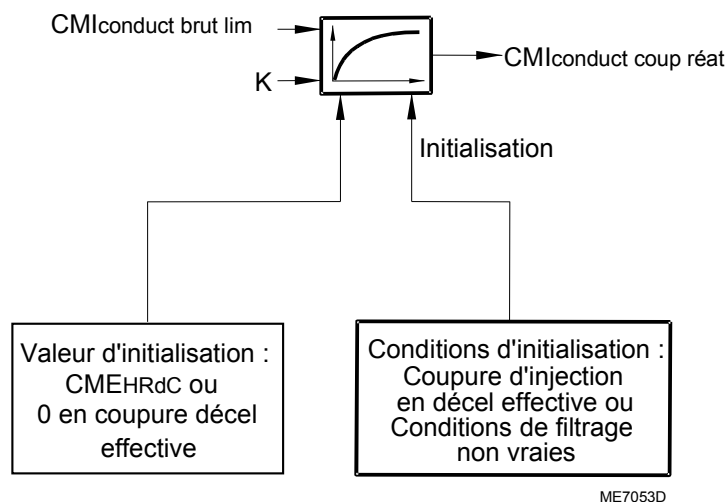 CMIconduct brut lim
K
CMIconduct coup réat
Initialisation
Valeur d'initialisation :
CMEHRdC ou
0 en coupure décel
effective
Conditions d'initialisation :
Coupure d'injection
en décel effective ou
Conditions de filtrage
non vraies
ME7053D